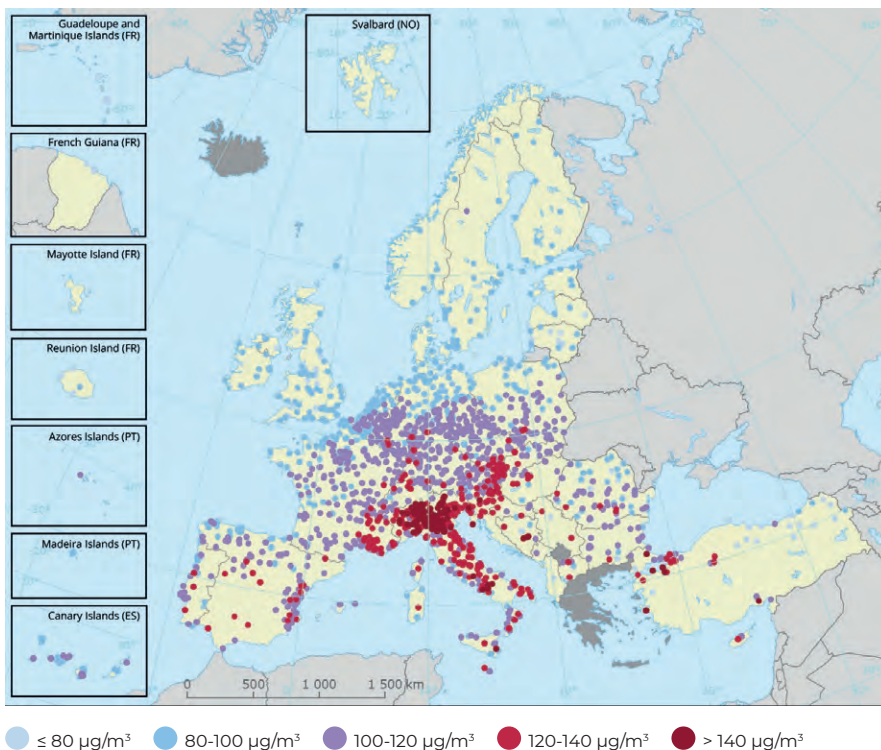 Guadeloupe and
Martinique Islands (FR)
Svalbard (NO)
French Guiana (FR)
Mayotte Island (FR)
Reunion Island (FR)
Azores Islands (PT)
Madeira Islands (PT)
Canary Islands (ES)
0 500 1 000 1 500 km
≤ 80 µg/m³ 80-100 µg/m³ 100-120 µg/m³ 120-140 µg/m³ > 140 µg/m³